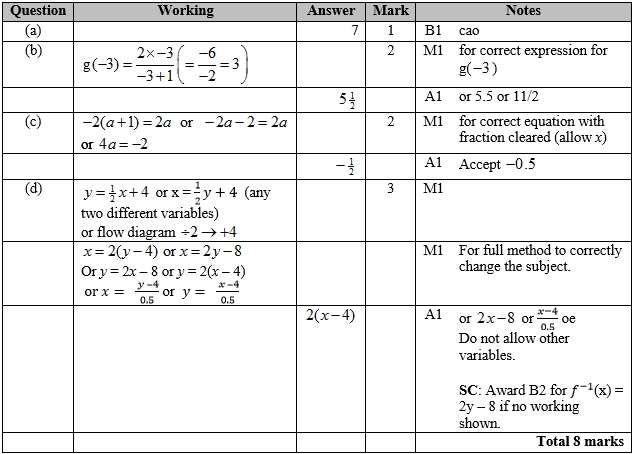 Question Working Answer Mark Notes
(a) 7 1 B1 cao
(b) g(−3) = (2×−3)/(−3+1) (= −6/−2 = 3) 2 M1 for correct expression for
g(−3)
5 1/2 A1 or 5.5 or 11/2
(c) −2(a+1) = 2a or −2a−2 = 2a 2 M1 for correct equation with
or 4a = −2 fraction cleared (allow x)
−1/2 A1 Accept −0.5
(d) y = ½x+4 or x = ½y + 4 (any 3 M1
two different variables)
or flow diagram ÷2 → +4
x = 2(y−4) or x = 2y−8 M1 For full method to correctly
Or y = 2x – 8 or y = 2(x – 4) change the subject.
or x = (y−4)/0.5 or y = (x−4)/0.5
2(x−4) A1 or 2x−8 or (x−4)/0.5 oe
Do not allow other
variables.
SC: Award B2 for f⁻¹(x) =
2y – 8 if no working
shown.
Total 8 marks